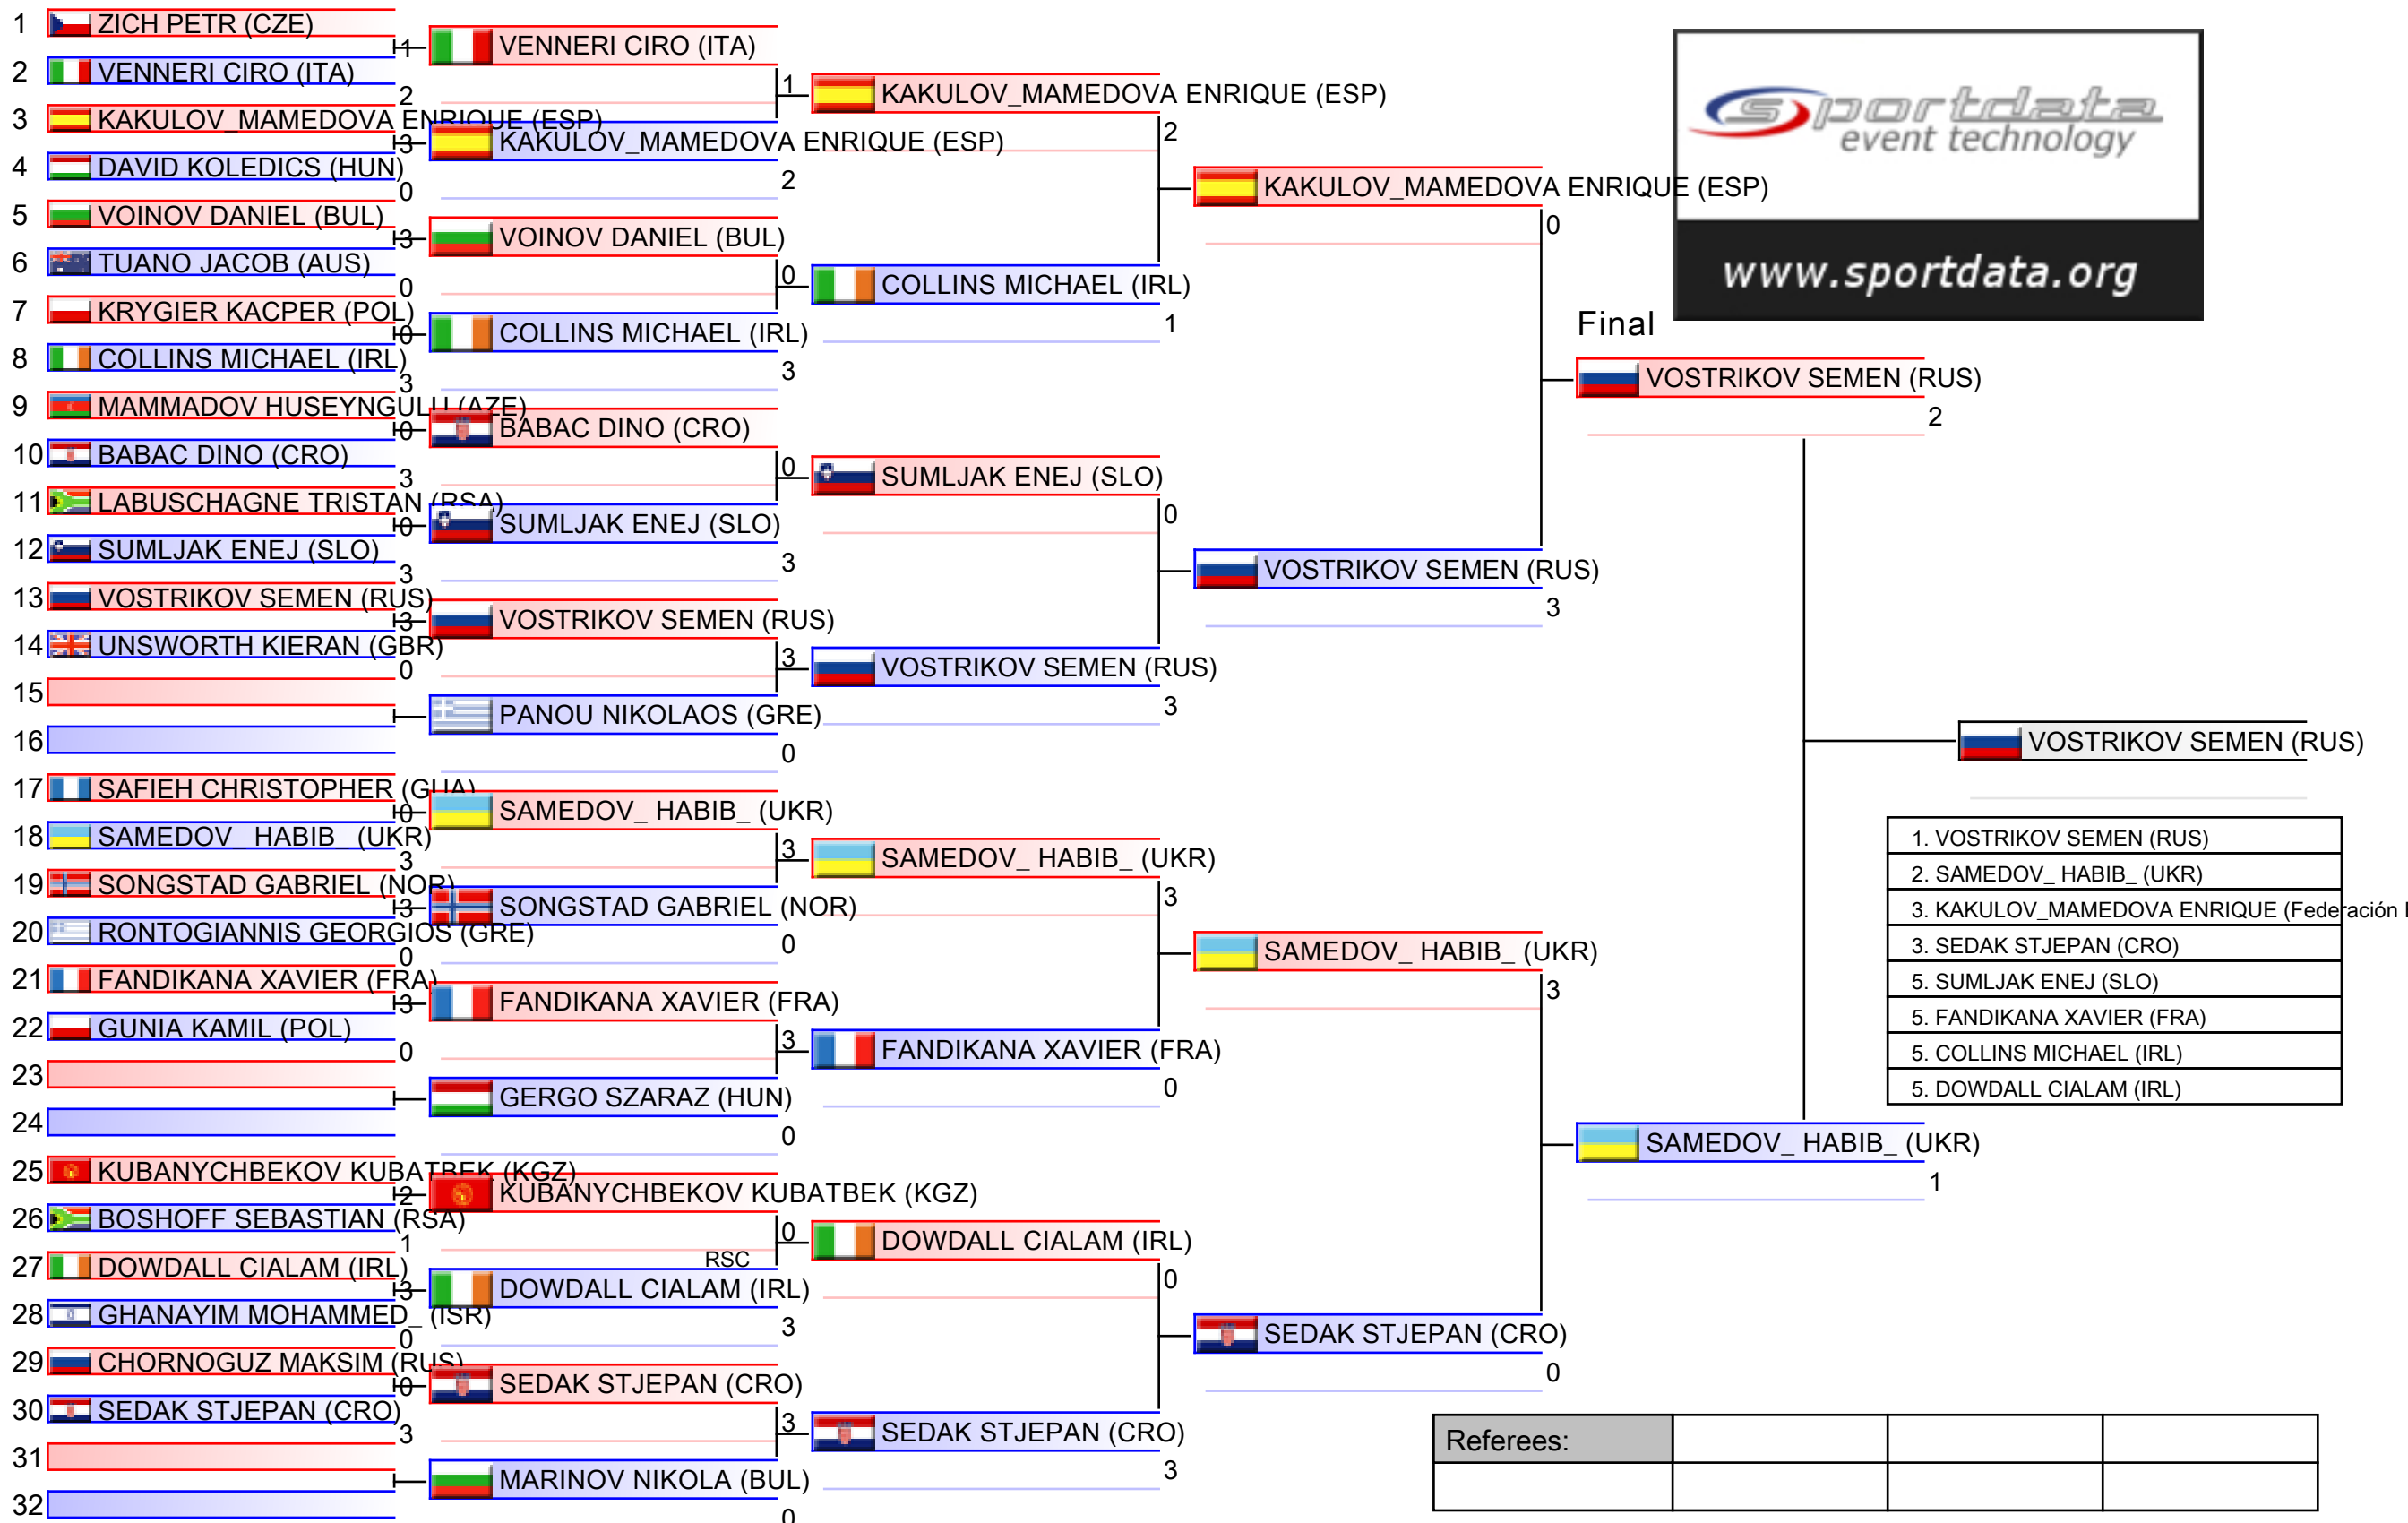 1 ZICH PETR (CZE)
1
2 VENNERI CIRO (ITA)
2
3 KAKULOV_MAMEDOVA ENRIQUE (ESP)
3
4 DAVID KOLEDICS (HUN)
0
5 VOINOV DANIEL (BUL)
3
6 TUANO JACOB (AUS)
0
7 KRYGIER KACPER (POL)
0
8 COLLINS MICHAEL (IRL)
3
9 MAMMADOV HUSEYNGULU (AZE)
0
10 BABAC DINO (CRO)
3
11 LABUSCHAGNE TRISTAN (RSA)
0
12 SUMLJAK ENEJ (SLO)
3
13 VOSTRIKOV SEMEN (RUS)
3
14 UNSWORTH KIERAN (GBR)
0
15
16
17 SAFIEH CHRISTOPHER (GUA)
0
18 SAMEDOV_ HABIB_ (UKR)
3
19 SONGSTAD GABRIEL (NOR)
3
20 RONTOGIANNIS GEORGIOS (GRE)
0
21 FANDIKANA XAVIER (FRA)
3
22 GUNIA KAMIL (POL)
0
23
24
25 KUBANYCHBEKOV KUBATBEK (KGZ)
2
26 BOSHOFF SEBASTIAN (RSA)
1
27 DOWDALL CIALAM (IRL)
3
28 GHANAYIM MOHAMMED_ (ISR)
0
29 CHORNOGUZ MAKSIM (RUS)
0
30 SEDAK STJEPAN (CRO)
3
31
32
VENNERI CIRO (ITA)
1
KAKULOV_MAMEDOVA ENRIQUE (ESP)
2
VOINOV DANIEL (BUL)
0
COLLINS MICHAEL (IRL)
3
BABAC DINO (CRO)
0
SUMLJAK ENEJ (SLO)
3
VOSTRIKOV SEMEN (RUS)
3
PANOU NIKOLAOS (GRE)
0
SAMEDOV_ HABIB_ (UKR)
3
SONGSTAD GABRIEL (NOR)
0
FANDIKANA XAVIER (FRA)
3
GERGO SZARAZ (HUN)
0
KUBANYCHBEKOV KUBATBEK (KGZ)
0
RSC
DOWDALL CIALAM (IRL)
3
SEDAK STJEPAN (CRO)
3
MARINOV NIKOLA (BUL)
0
KAKULOV_MAMEDOVA ENRIQUE (ESP)
2
COLLINS MICHAEL (IRL)
1
SUMLJAK ENEJ (SLO)
0
VOSTRIKOV SEMEN (RUS)
3
SAMEDOV_ HABIB_ (UKR)
3
FANDIKANA XAVIER (FRA)
0
DOWDALL CIALAM (IRL)
0
SEDAK STJEPAN (CRO)
3
KAKULOV_MAMEDOVA ENRIQUE (ESP)
0
VOSTRIKOV SEMEN (RUS)
3
SAMEDOV_ HABIB_ (UKR)
3
SEDAK STJEPAN (CRO)
0
sportdata
event technology
www.sportdata.org
Final
VOSTRIKOV SEMEN (RUS)
2
SAMEDOV_ HABIB_ (UKR)
1
VOSTRIKOV SEMEN (RUS)
1. VOSTRIKOV SEMEN (RUS)
2. SAMEDOV_ HABIB_ (UKR)
3. KAKULOV_MAMEDOVA ENRIQUE (Federación
3. SEDAK STJEPAN (CRO)
5. SUMLJAK ENEJ (SLO)
5. FANDIKANA XAVIER (FRA)
5. COLLINS MICHAEL (IRL)
5. DOWDALL CIALAM (IRL)
Referees: